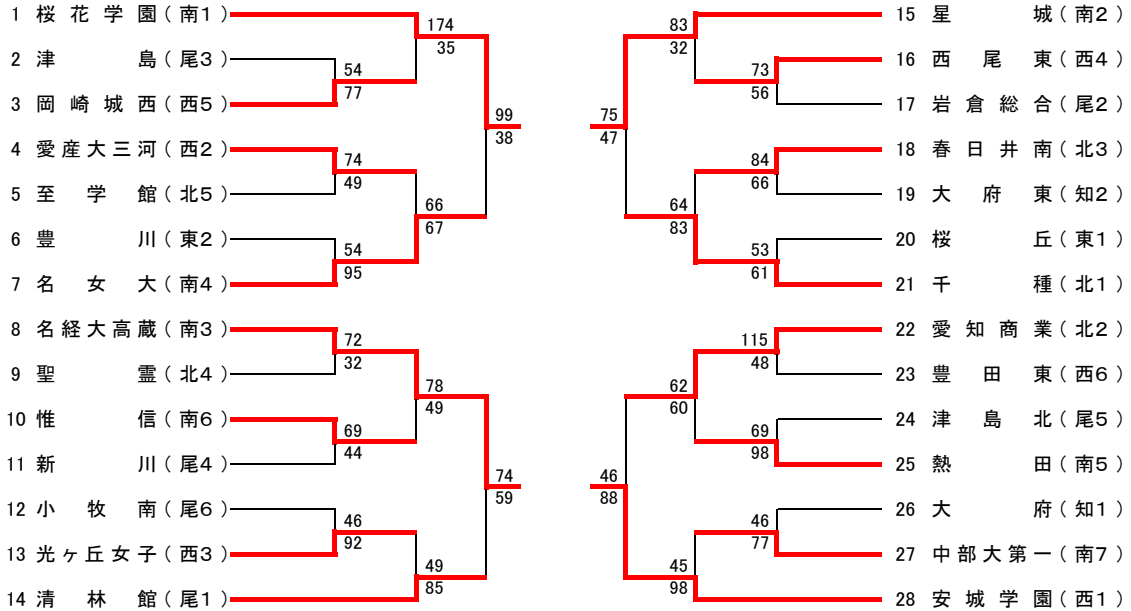 1 桜花学園(南1)
2 津島(尾3)
3 岡崎城西(西5)
4 愛産大三河(西2)
5 至学館(北5)
6 豊川(東2)
7 名女大(南4)
8 名経大高蔵(南3)
9 聖霊(北4)
10 惟信(南6)
11 新川(尾4)
12 小牧南(尾6)
13 光ヶ丘女子(西3)
14 清林館(尾1)
54
77
74
49
54
95
72
32
69
44
46
92
174
35
66
67
78
49
49
85
99
38
74
59
75
47
46
88
83
32
64
83
62
60
45
98
73
56
84
66
53
61
115
48
69
98
46
77
15 星城(南2)
16 西尾東(西4)
17 岩倉総合(尾2)
18 春日井南(北3)
19 大府東(知2)
20 桜丘(東1)
21 千種(北1)
22 愛知商業(北2)
23 豊田東(西6)
24 津島北(尾5)
25 熱田(南5)
26 大府(知1)
27 中部大第一(南7)
28 安城学園(西1)